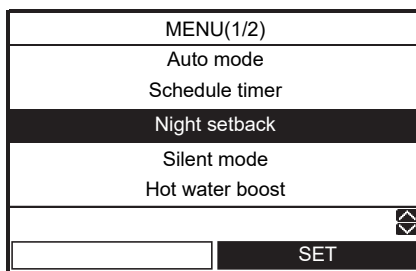 MENU(1/2)
Auto mode
Schedule timer
Night setback
Silent mode
Hot water boost
SET